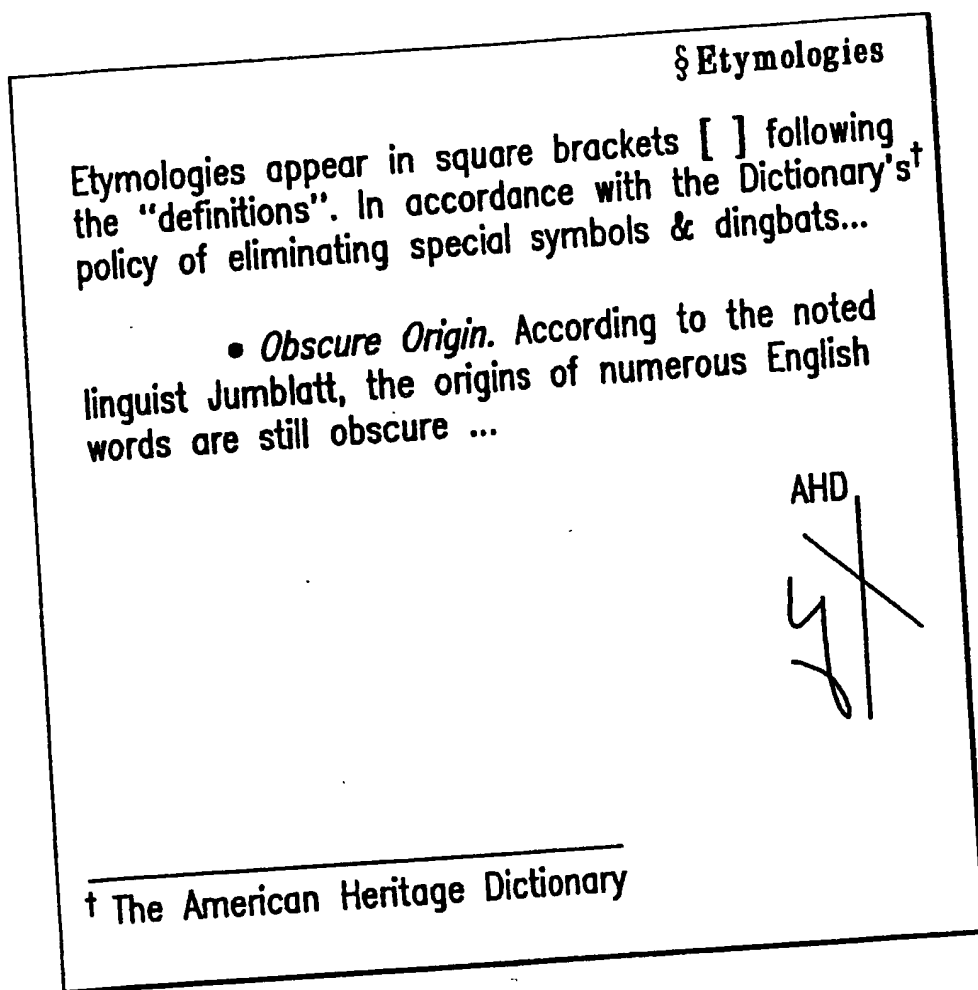 § Etymologies
Etymologies appear in square brackets [ ] following
the “definitions”. In accordance with the Dictionary's†
policy of eliminating special symbols & dingbats...
• Obscure Origin. According to the noted
linguist Jumblatt, the origins of numerous English
words are still obscure ...
AHD
† The American Heritage Dictionary